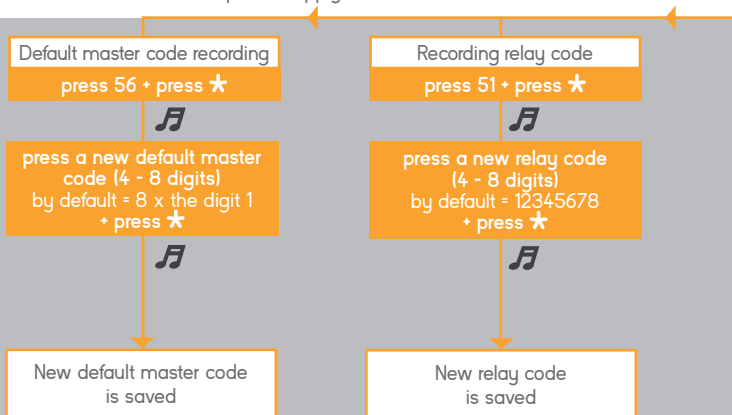 Default master code recording
press 56 + press *
press a new default master
code (4 - 8 digits)
by default = 8 x the digit 1
+ press *
New default master code
is saved
Recording relay code
press 51 + press *
press a new relay code
(4 - 8 digits)
by default = 12345678
+ press *
New relay code
is saved